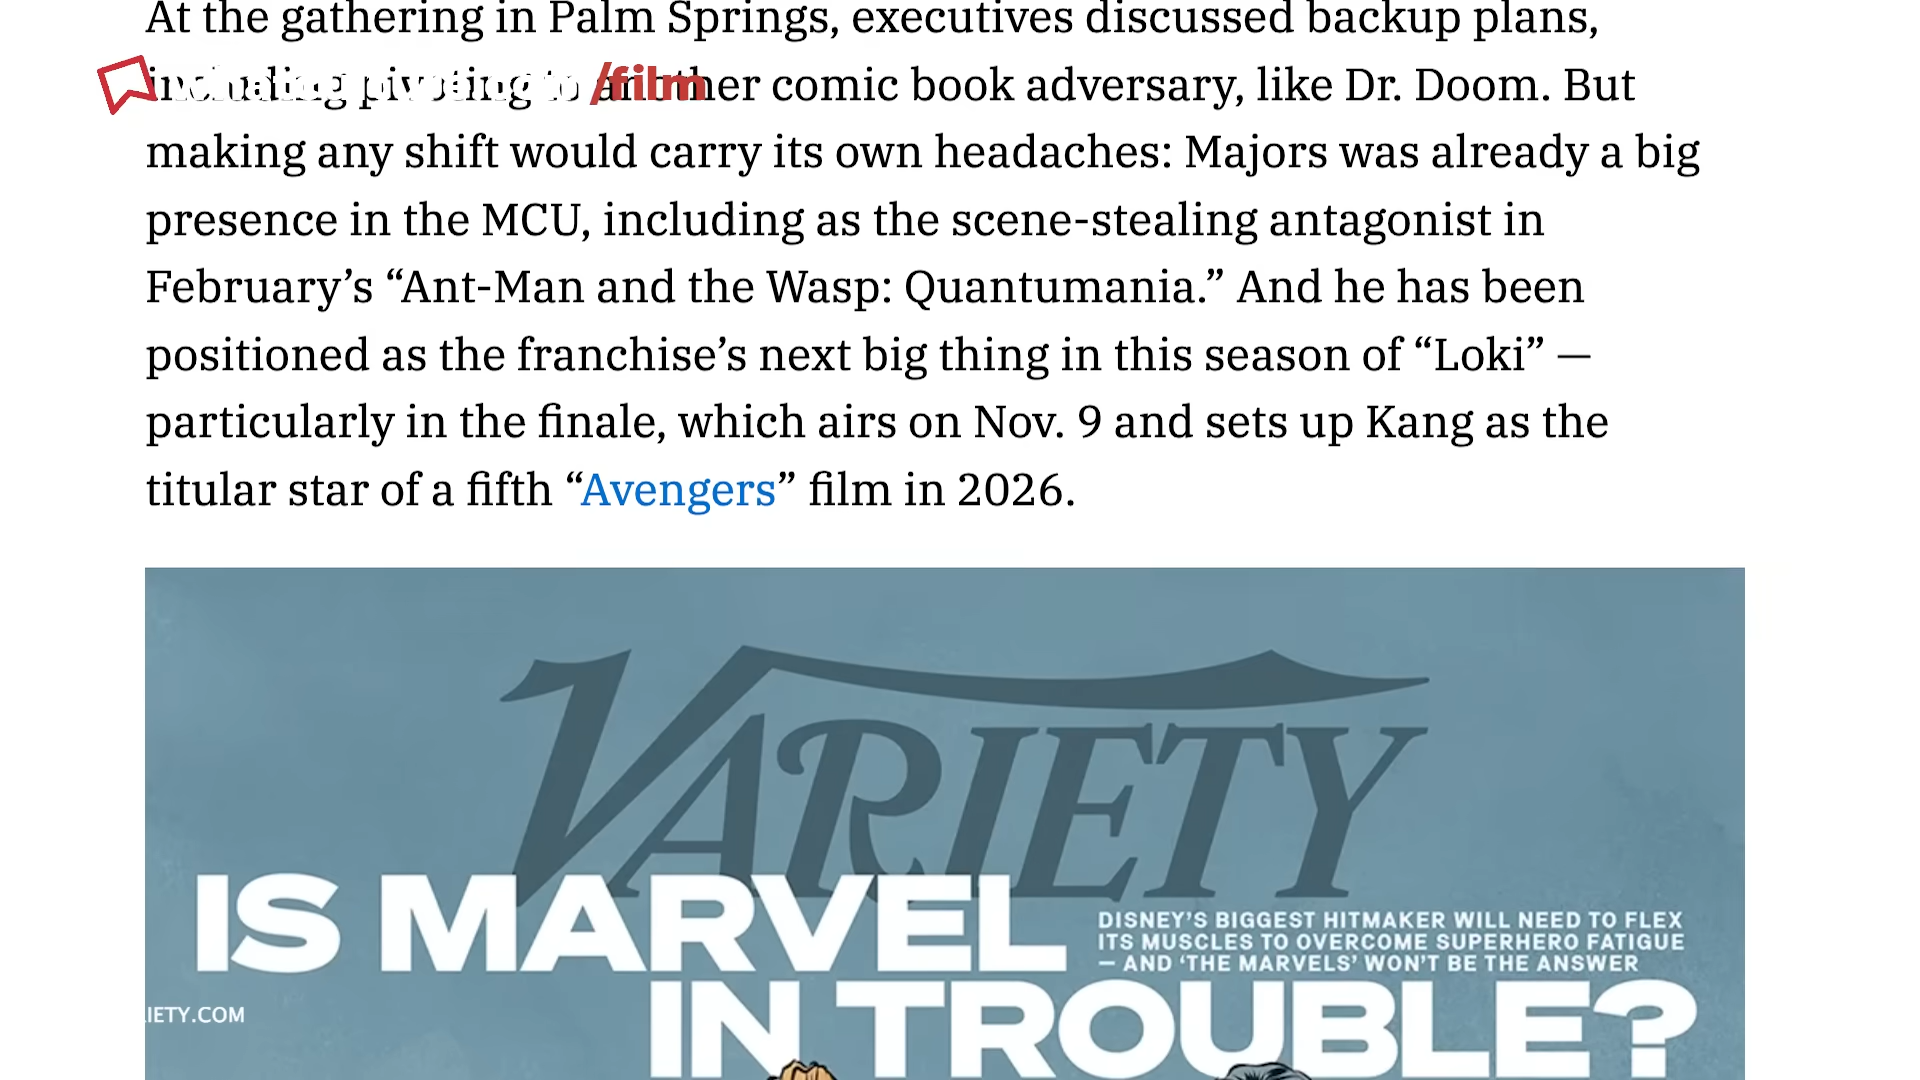 At the gathering in Palm Springs, executives discussed backup plans,
including pivoting to another comic book adversary, like Dr. Doom. But
/film
making any shift would carry its own headaches: Majors was already a big
presence in the MCU, including as the scene-stealing antagonist in
February’s “Ant-Man and the Wasp: Quantumania.” And he has been
positioned as the franchise’s next big thing in this season of “Loki” —
particularly in the finale, which airs on Nov. 9 and sets up Kang as the
titular star of a fifth “Avengers” film in 2026.
VARIETY
IS MARVEL
DISNEY’S BIGGEST HITMAKER WILL NEED TO FLEX
ITS MUSCLES TO OVERCOME SUPERHERO FATIGUE
— AND ‘THE MARVELS’ WON’T BE THE ANSWER
IN TROUBLE?
IETY.COM